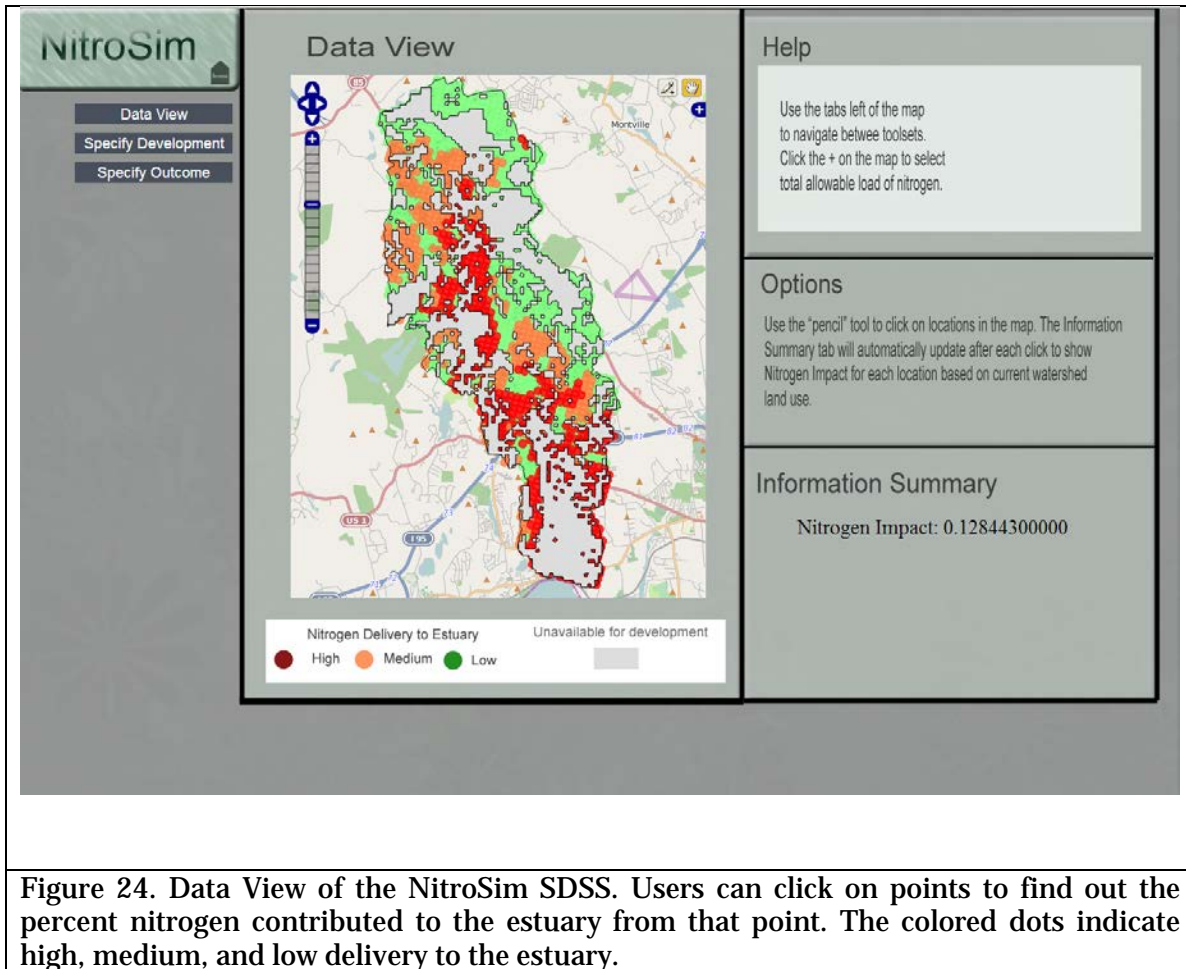 NitroSim
Data View
Specify Development
Specify Outcome
Data View
85
Montville
US 1
I 95
81
82
Nitrogen Delivery to Estuary
High
Medium
Low
Unavailable for development
Help
Use the tabs left of the map
to navigate betwee toolsets.
Click the + on the map to select
total allowable load of nitrogen.
Options
Use the "pencil" tool to click on locations in the map. The Information
Summary tab will automatically update after each click to show
Nitrogen Impact for each location based on current watershed
land use.
Information Summary
Nitrogen Impact: 0.12844300000
Figure 24. Data View of the NitroSim SDSS. Users can click on points to find out the
percent nitrogen contributed to the estuary from that point. The colored dots indicate
high, medium, and low delivery to the estuary.